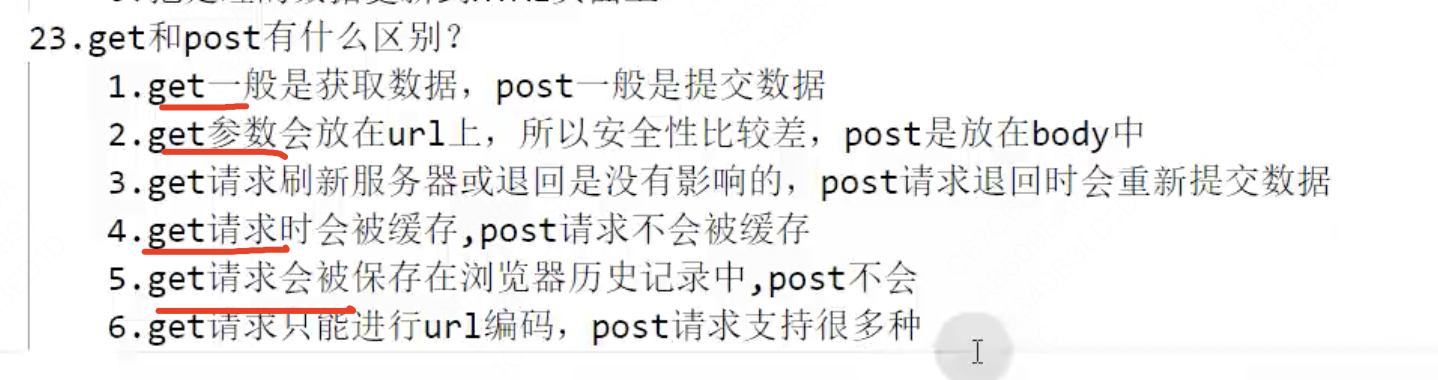 23.get和post有什么区别？
1.get一般是获取数据，post一般是提交数据
2.get参数会放在url上，所以安全性比较差，post是放在body中
3.get请求刷新服务器或退回是没有影响的，post请求退回时会重新提交数据
4.get请求时会被缓存,post请求不会被缓存
5.get请求会被保存在浏览器历史记录中,post不会
6.get请求只能进行url编码，post请求支持很多种